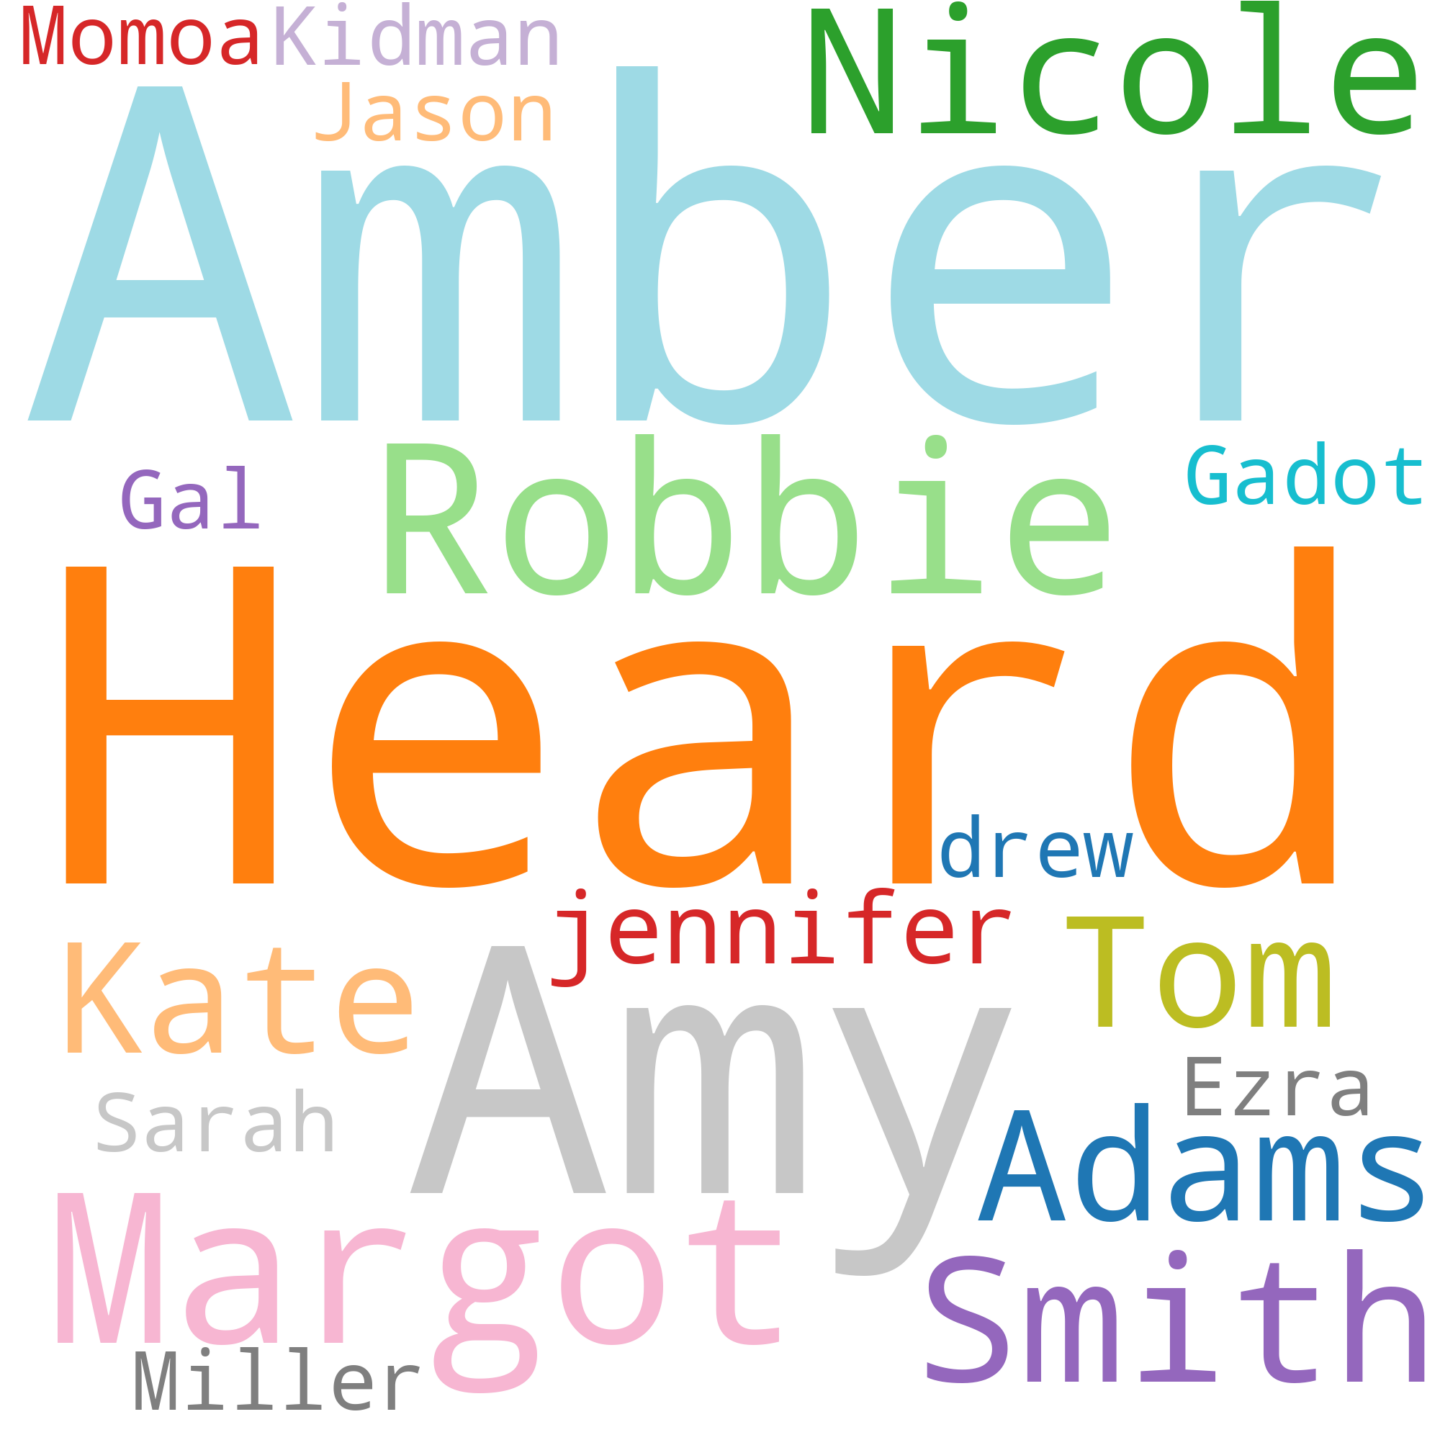 Momoa Kidman
Nicole
Jason
Amber
Robbie
Gal
Gadot
Heard
drew
jennifer
Tom
Kate
Amy
Ezra
Sarah
Adams
Margot
Smith
Miller